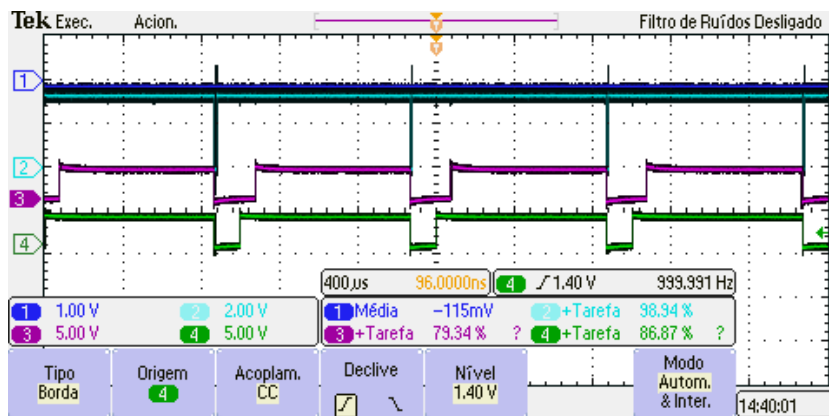 Tek Exec. Acion. Filtro de Ruídos Desligado
1
2
3
4
400µs 96.0000ns 4 1.40 V 999.991 Hz
1 1.00 V 2 2.00 V 1 Média -115mV 2 +Tarefa 98.94 %
3 5.00 V 4 5.00 V 3 +Tarefa 79.34 % ? 4 +Tarefa 86.87 % ?
Tipo Borda
Origem 4
Acoplam. CC
Declive
Nível 1.40 V
Modo Autom. & Inter.
14:40:01